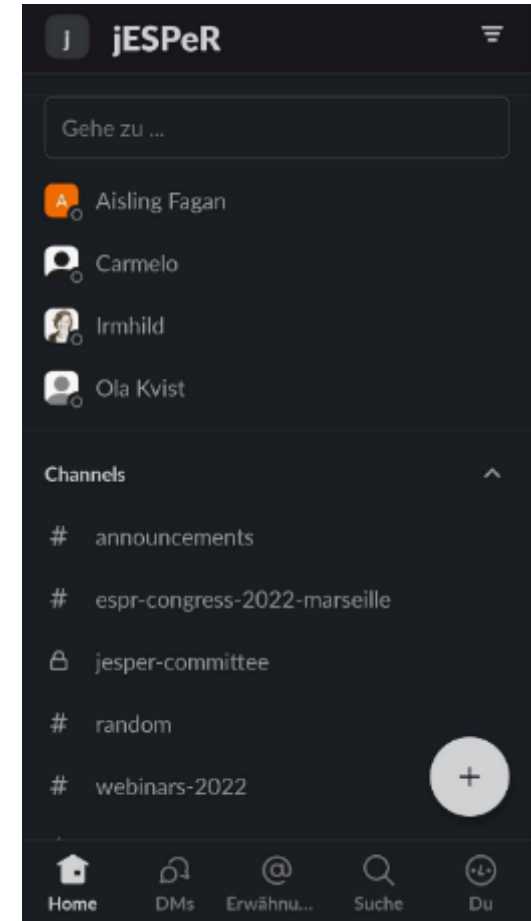 j jESPeR
Gehe zu ...
A Aisling Fagan
Carmelo
Irmhild
Ola Kvist
Channels
# announcements
# espr-congress-2022-marseille
jesper-committee
# random
# webinars-2022
+
Home DMs @ Erwähnu... Suche Du